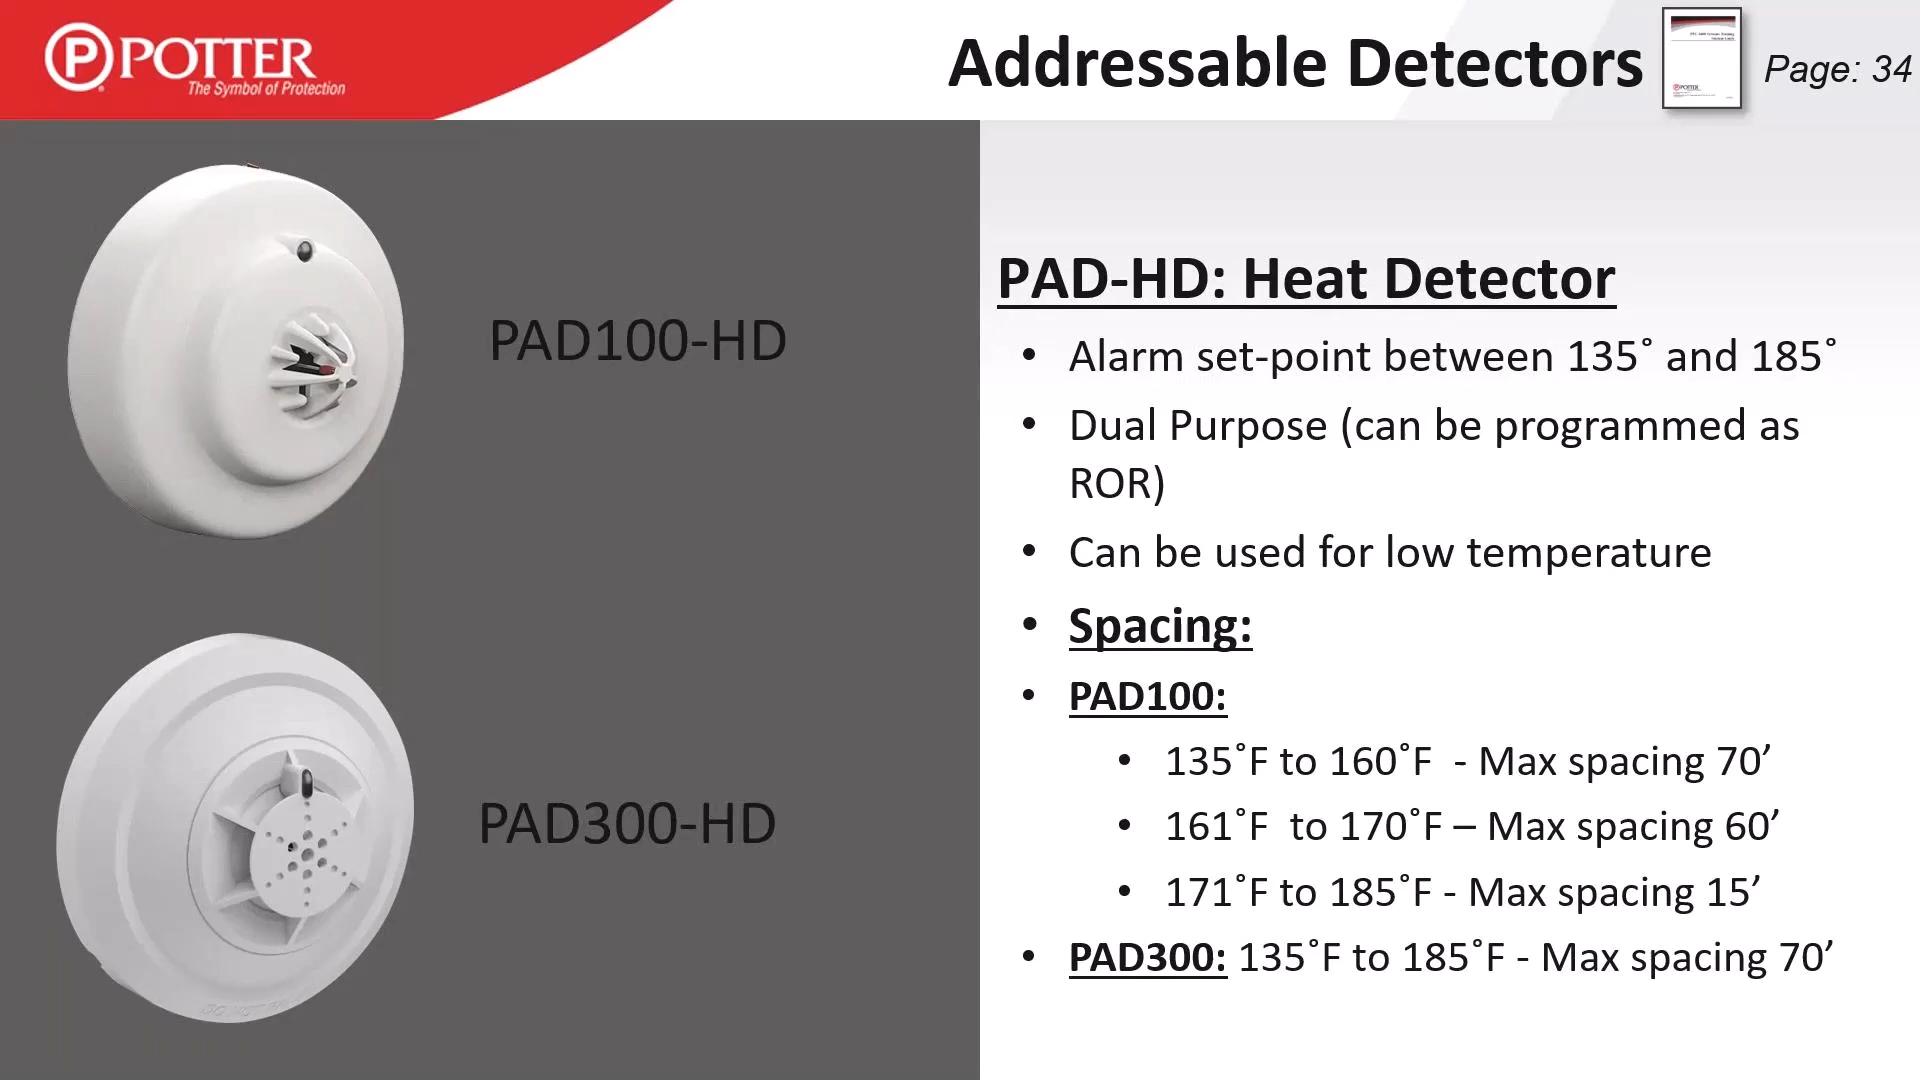 POTTER
The Symbol of Protection
Addressable Detectors
Page: 34
PAD100-HD
PAD300-HD
PAD-HD: Heat Detector
• Alarm set-point between 135˚ and 185˚
• Dual Purpose (can be programmed as
ROR)
• Can be used for low temperature
• Spacing:
• PAD100:
• 135˚F to 160˚F - Max spacing 70’
• 161˚F to 170˚F – Max spacing 60’
• 171˚F to 185˚F - Max spacing 15’
• PAD300: 135˚F to 185˚F - Max spacing 70’